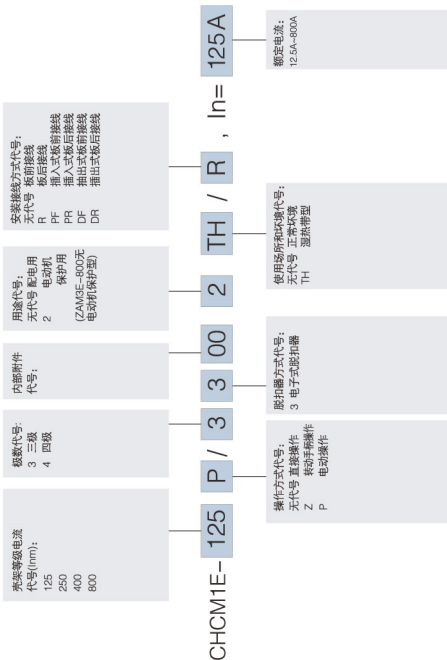 壳架等级电流
代号(Inm)：
125
250
400
800
极数代号：
3 三极
4 四极
内部附件
代号：
用途代号：
无代号 配电用
2 电动机
保护用
(ZAM3E-800无
电动机保护型)
安装接线方式代号：
无代号 板前接线
R 板后接线
PF 插入式板前接线
PR 插入式板后接线
DF 抽出式板前接线
DR 抽出式板后接线
CHCM1E- 125 P / 3 3 00 2 TH / R , In= 125A
操作方式代号：
无代号 直接操作
Z 转动手柄操作
P 电动操作
脱扣器方式代号：
3 电子式脱扣器
使用场所和环境代号：
无代号 正常环境
TH 湿热带型
额定电流：
12.5A~800A